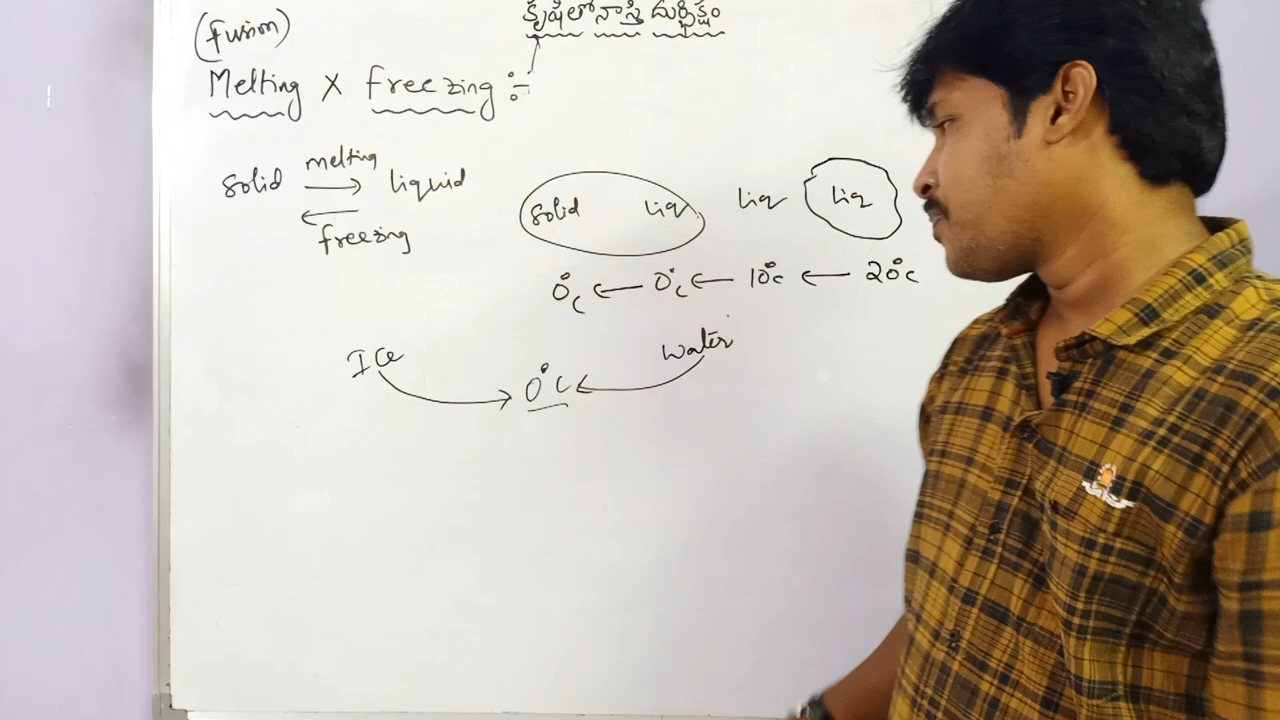 కృషితో నాస్తి దుర్భిక్షం
(fusion)
Melting X freezing :-
melting
Solid → liquid
←
freezing
Solid liq liq liq
0°c ← 0°c ← 10°c ← 20°c
Ice water
0°c